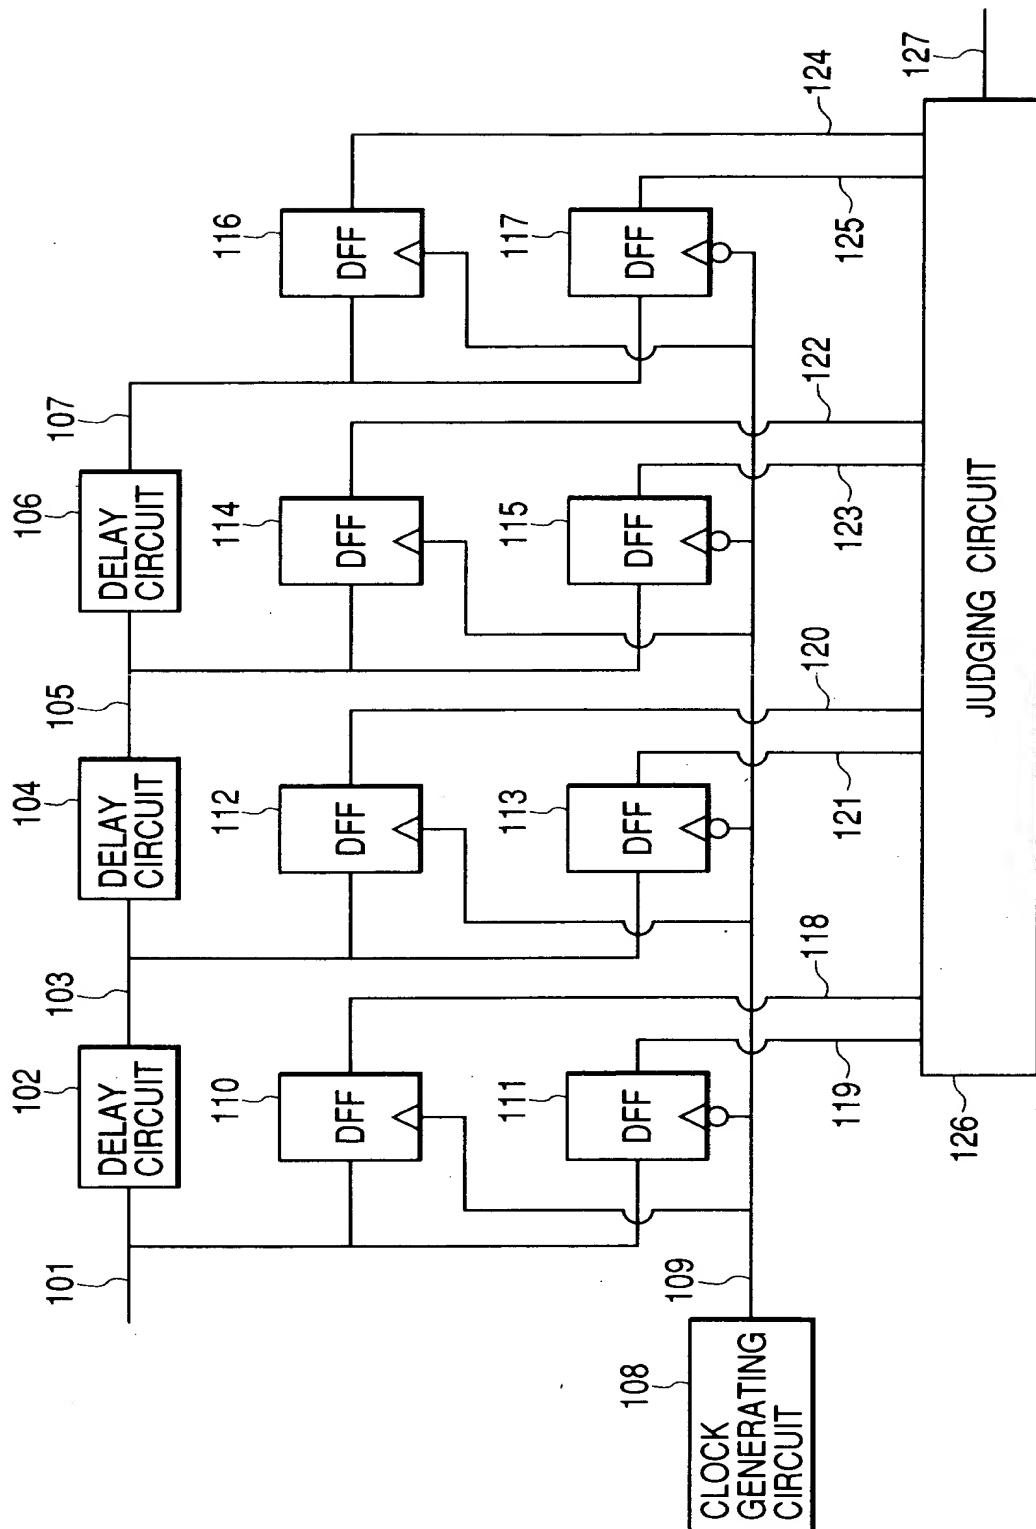 101
102
103
104
105
106
107
DELAY
CIRCUIT
DELAY
CIRCUIT
DELAY
CIRCUIT
110
112
114
116
DFF
DFF
DFF
DFF
124
111
113
115
117
DFF
DFF
DFF
DFF
127
108
109
118
120
122
119
121
123
125
CLOCK
GENERATING
CIRCUIT
126
JUDGING CIRCUIT